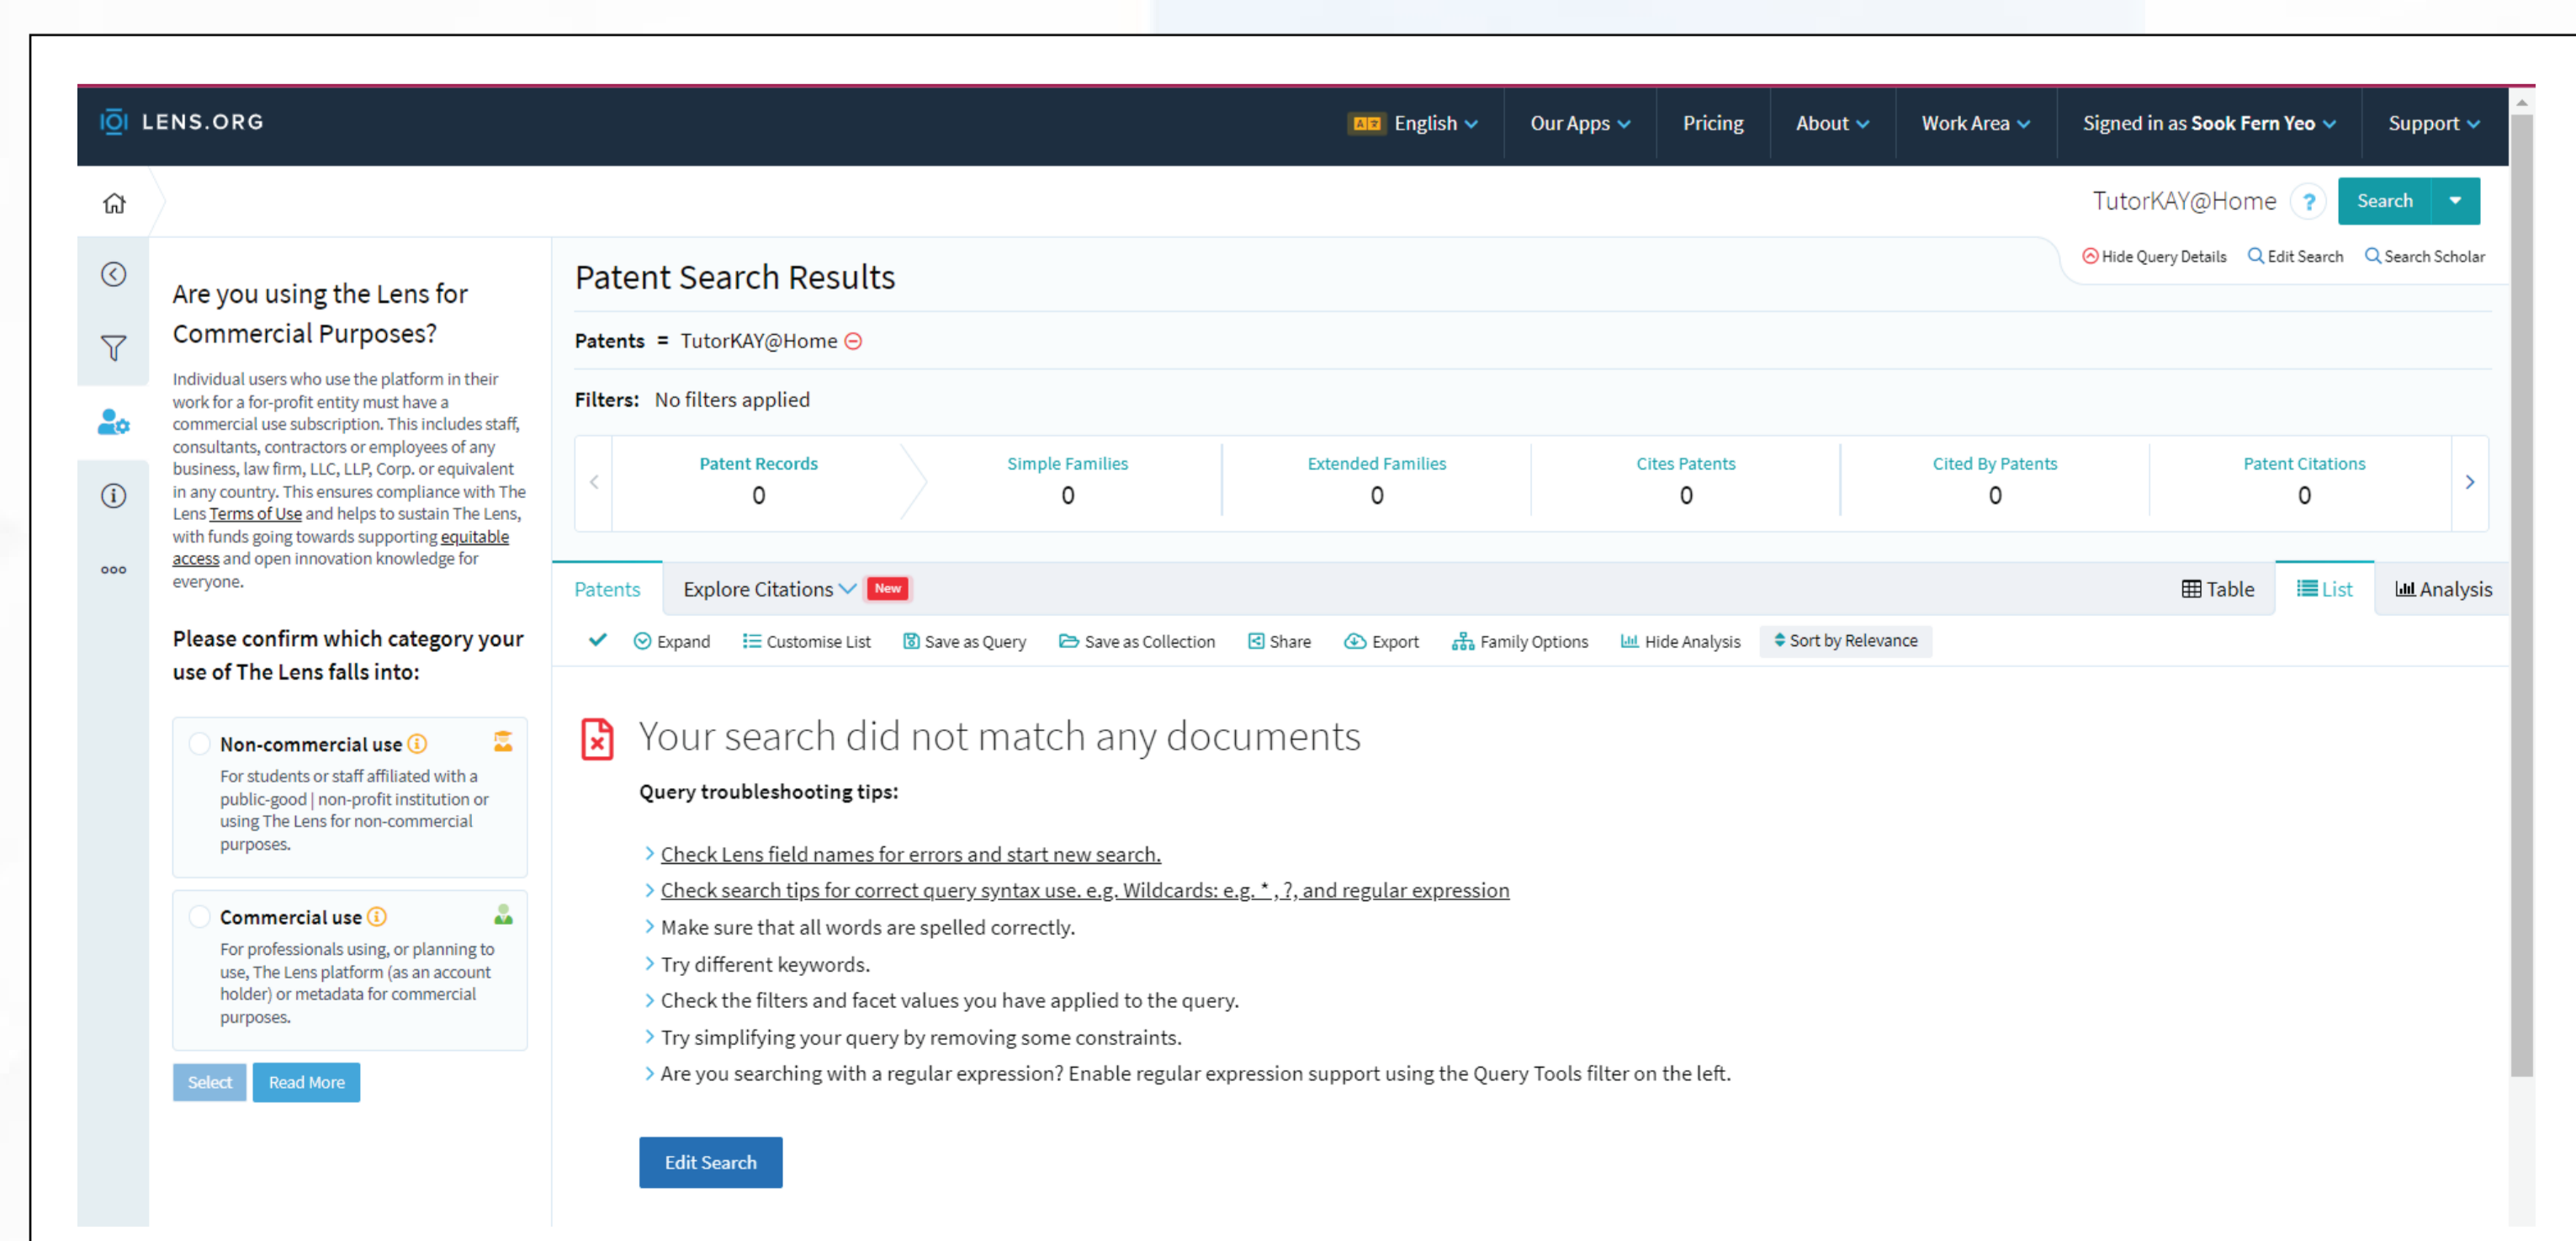 LENS.ORG
English
Our Apps
Pricing
About
Work Area
Signed in as Sook Fern Yeo
Support
TutorKAY@Home
?
Search
Hide Query Details
Edit Search
Search Scholar
Are you using the Lens for
Commercial Purposes?
Individual users who use the platform in their
work for a for-profit entity must have a
commercial use subscription. This includes staff,
consultants, contractors or employees of any
business, law firm, LLC, LLP, Corp. or equivalent
in any country. This ensures compliance with The
Lens Terms of Use and helps to sustain The Lens,
with funds going towards supporting equitable
access and open innovation knowledge for
everyone.
Please confirm which category your
use of The Lens falls into:
Non-commercial use
For students or staff affiliated with a
public-good | non-profit institution or
using The Lens for non-commercial
purposes.
Commercial use
For professionals using, or planning to
use, The Lens platform (as an account
holder) or metadata for commercial
purposes.
Select
Read More
Patent Search Results
Patents = TutorKAY@Home
Filters: No filters applied
Patent Records
0
Simple Families
0
Extended Families
0
Cites Patents
0
Cited By Patents
0
Patent Citations
0
Patents
Explore Citations
New
Table
List
Analysis
Expand
Customise List
Save as Query
Save as Collection
Share
Export
Family Options
Hide Analysis
Sort by Relevance
Your search did not match any documents
Query troubleshooting tips:
Check Lens field names for errors and start new search.
Check search tips for correct query syntax use. e.g. Wildcards: e.g. * , ?, and regular expression
Make sure that all words are spelled correctly.
Try different keywords.
Check the filters and facet values you have applied to the query.
Try simplifying your query by removing some constraints.
Are you searching with a regular expression? Enable regular expression support using the Query Tools filter on the left.
Edit Search